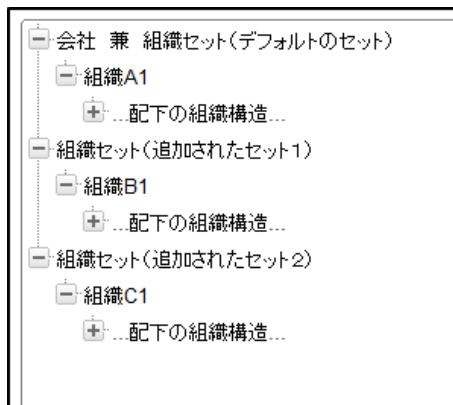 会社 兼 組織セット(デフォルトのセット)
組織A1
...配下の組織構造...
組織セット(追加されたセット1)
組織B1
...配下の組織構造...
組織セット(追加されたセット2)
組織C1
...配下の組織構造...